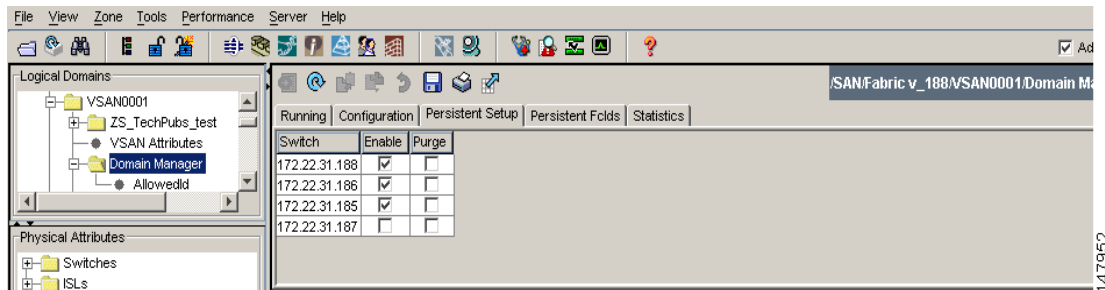 File View Zone Tools Performance Server Help
Ad
Logical Domains
VSAN0001
ZS_TechPubs_test
VSAN Attributes
Domain Manager
AllowedId
/SAN/Fabric v_188/VSAN0001/Domain Ma
Running Configuration Persistent Setup Persistent FcIds Statistics
Switch Enable Purge
172.22.31.188
172.22.31.186
172.22.31.185
172.22.31.187
Physical Attributes
Switches
ISLs
147952